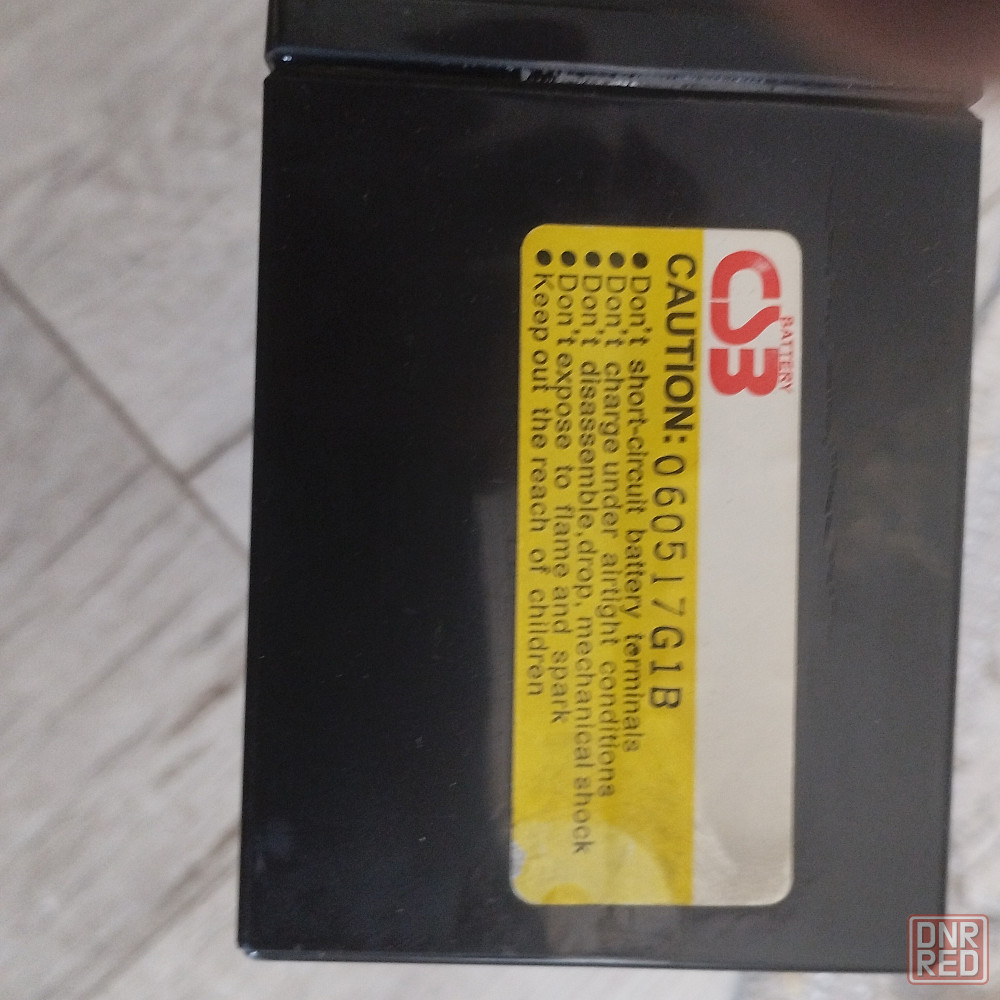 CSB
BATTERY
CAUTION: 060517G1B
● Don't short-circuit battery terminals
● Don't charge under airtight conditions
● Don't disassemble,drop, mechanical shock
● Don't expose to flame and spark
● Keep out the reach of children
DNR
RED